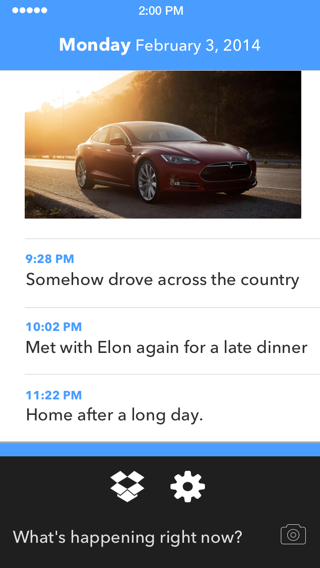 2:00 PM
Monday February 3, 2014
9:28 PM
Somehow drove across the country
10:02 PM
Met with Elon again for a late dinner
11:22 PM
Home after a long day.
What's happening right now?